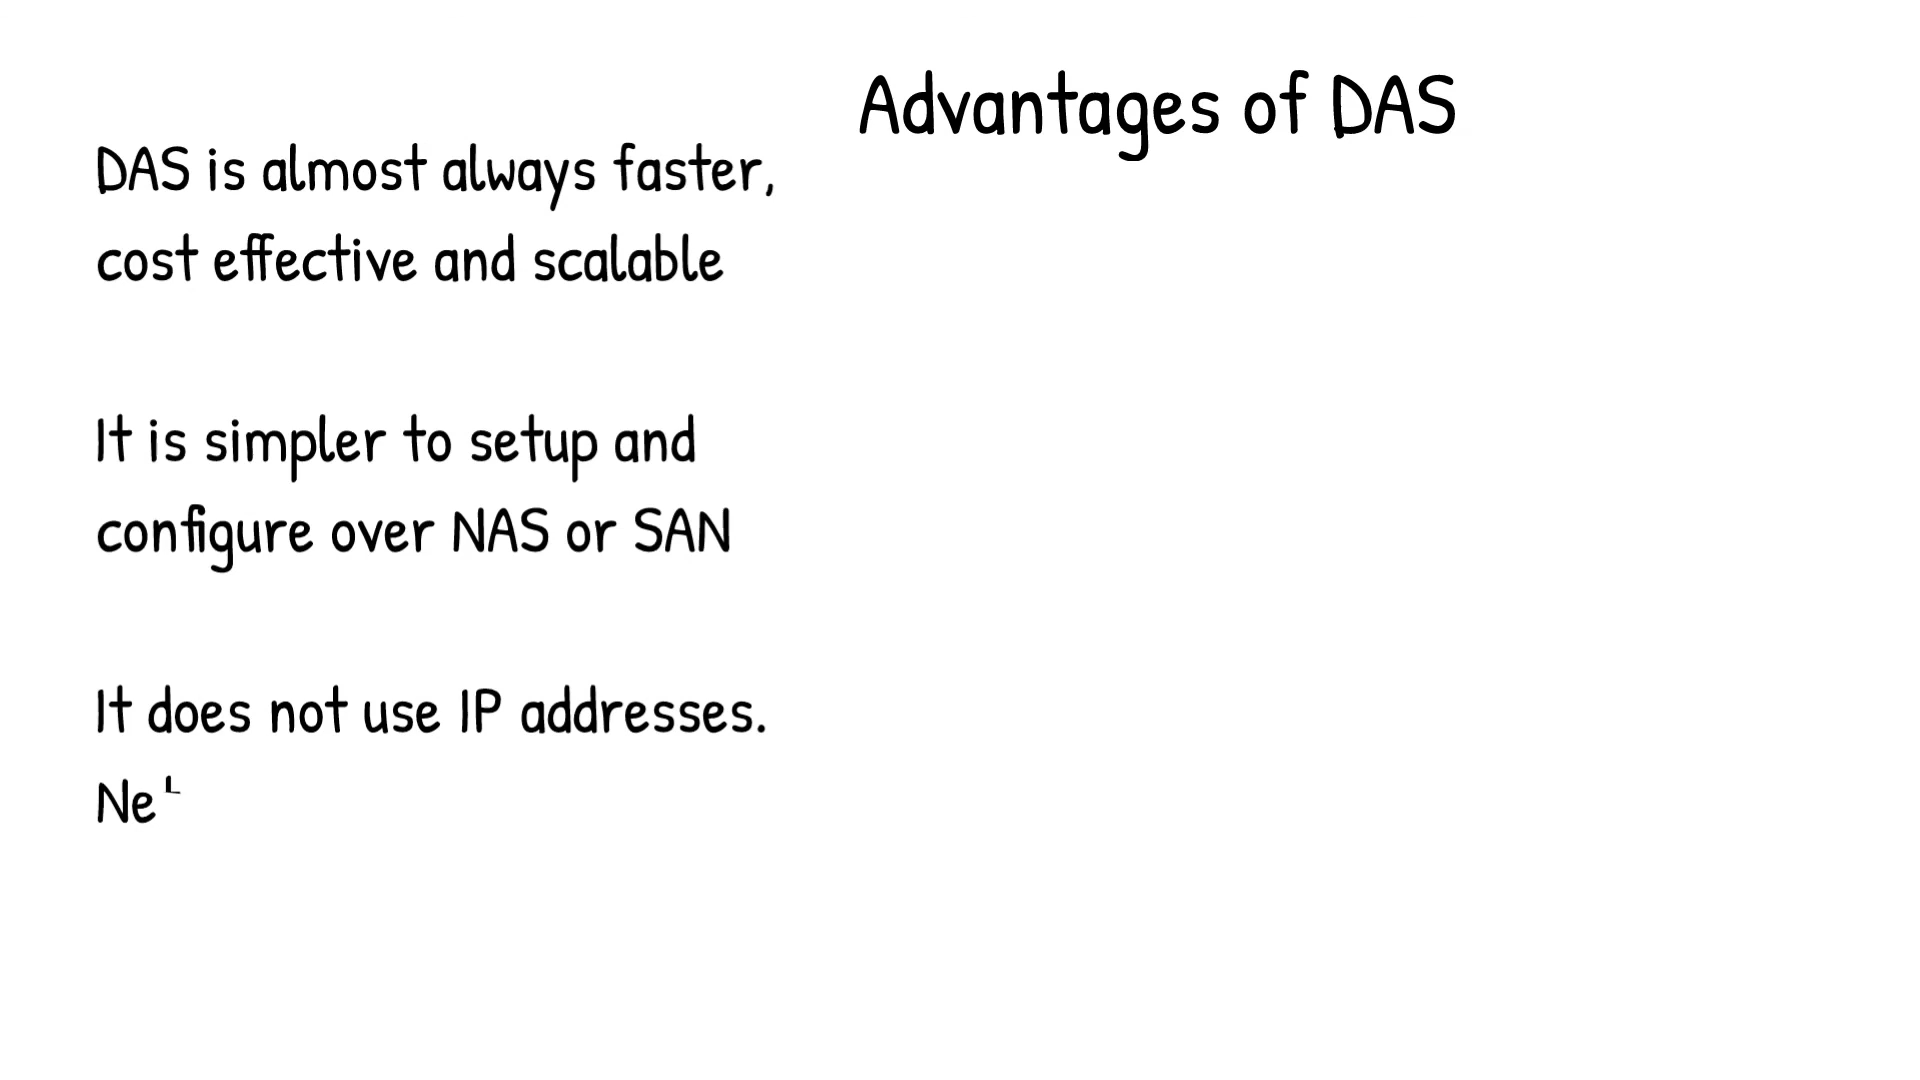 Advantages of DAS
DAS is almost always faster,
cost effective and scalable
It is simpler to setup and
configure over NAS or SAN
It does not use IP addresses.
Ne